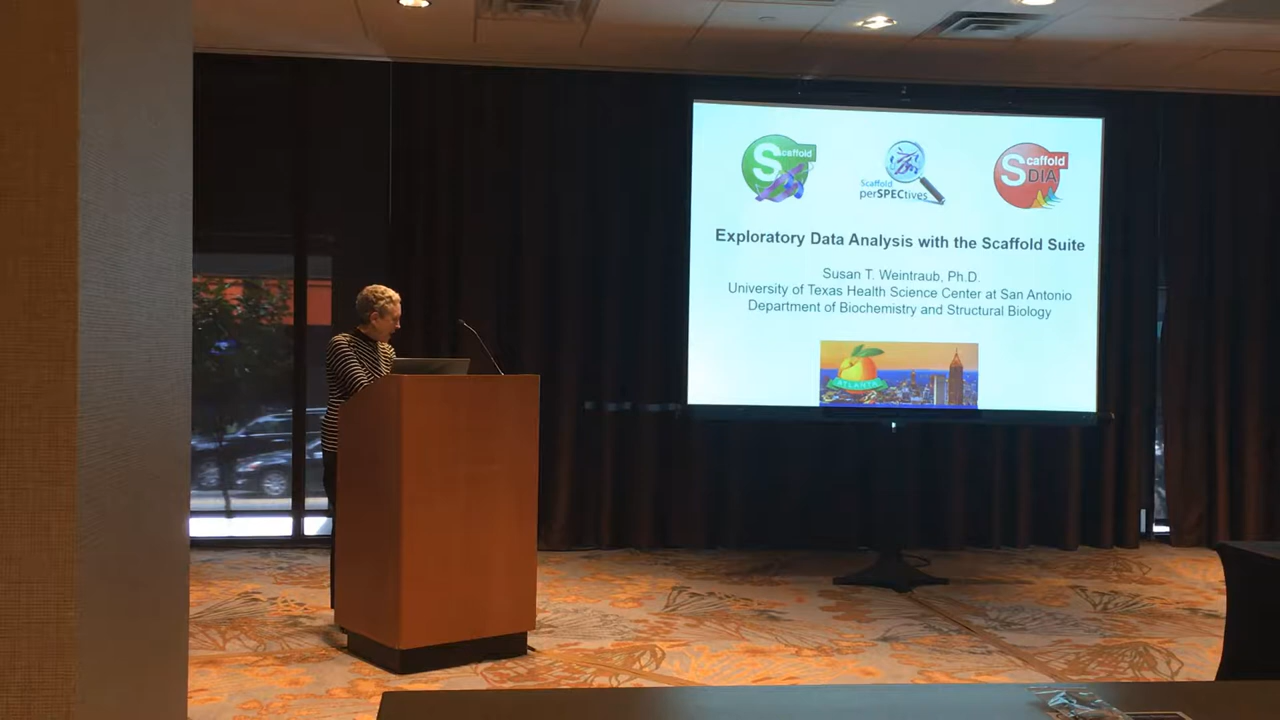 Scaffold
Scaffold
perSPECtives
Scaffold
DIA
Exploratory Data Analysis with the Scaffold Suite
Susan T. Weintraub, Ph.D.
University of Texas Health Science Center at San Antonio
Department of Biochemistry and Structural Biology
ATLANTA